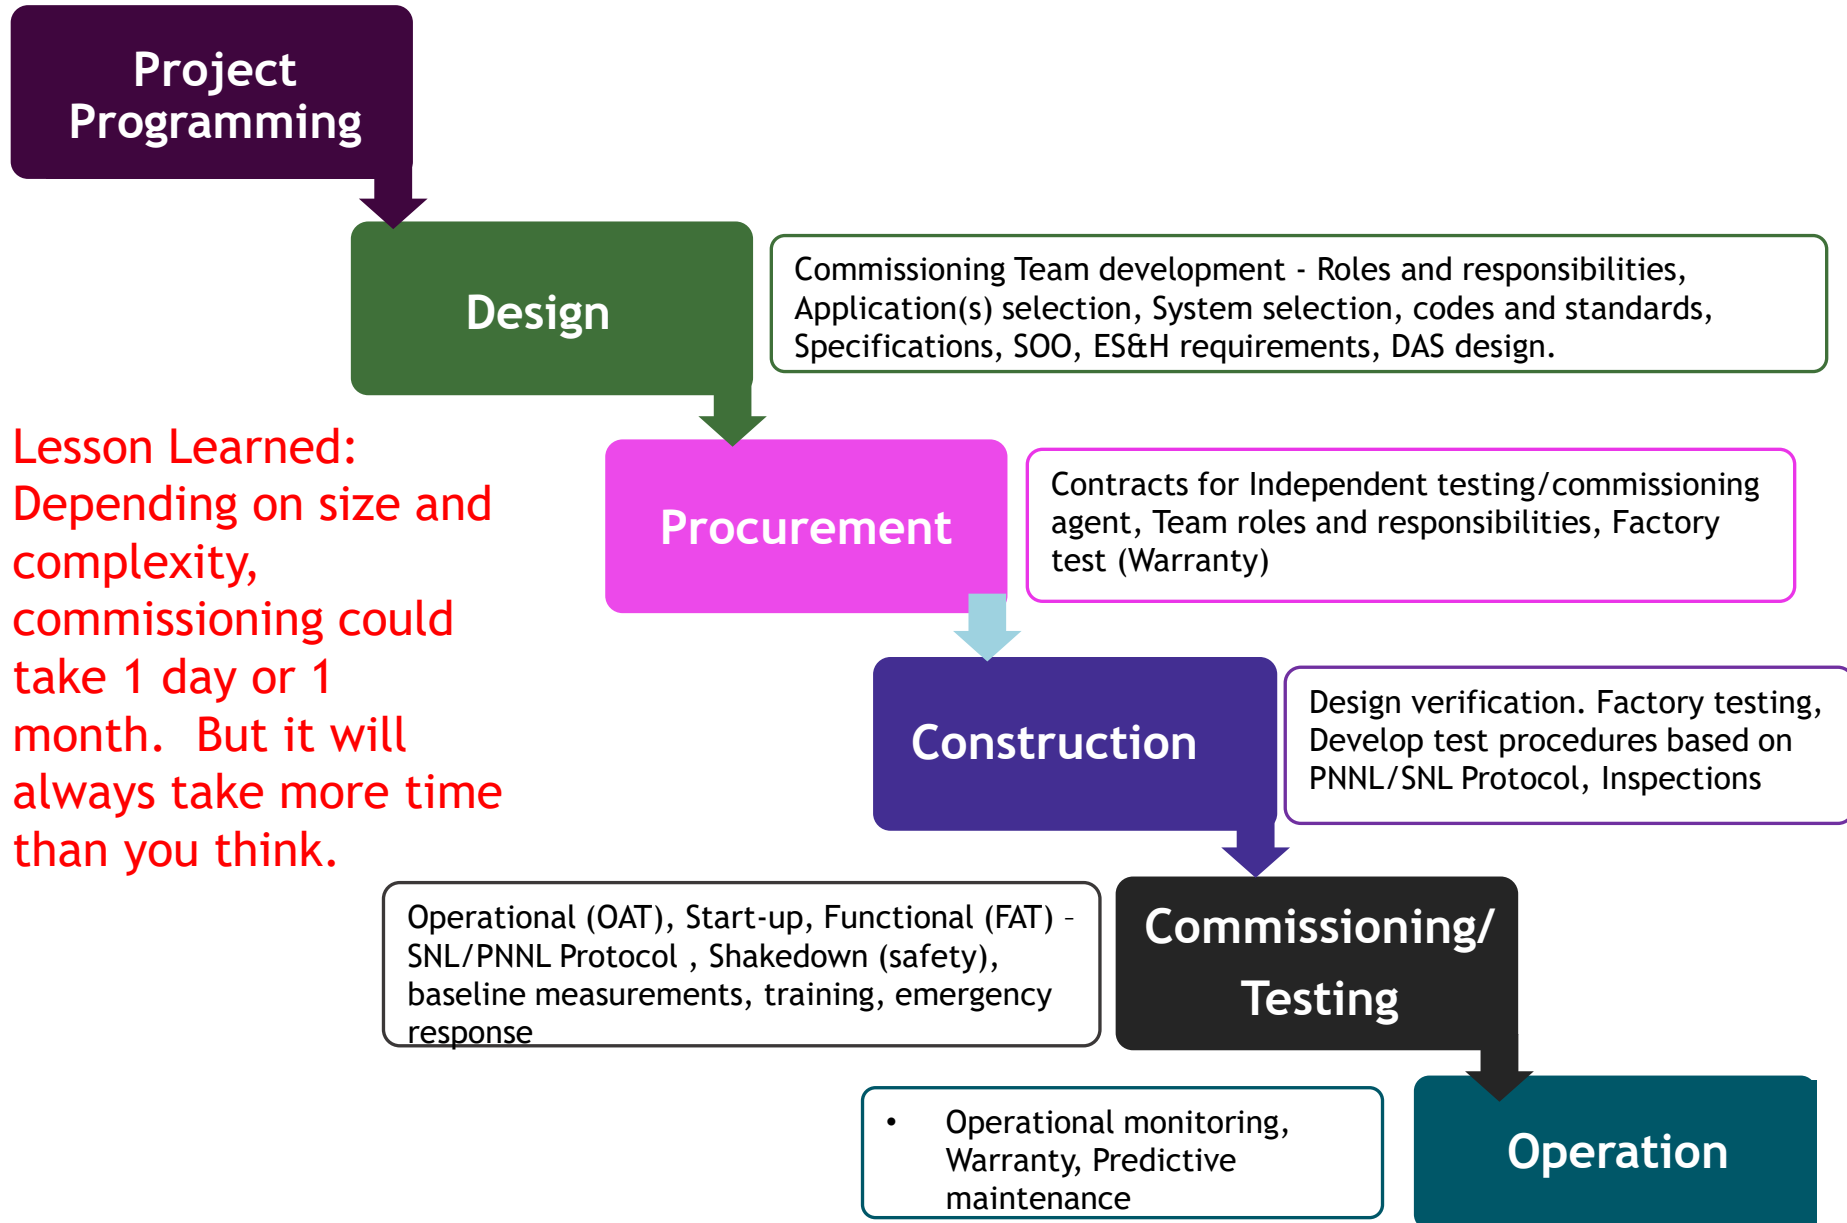 Project
Programming
Design
Commissioning Team development - Roles and responsibilities,
Application(s) selection, System selection, codes and standards,
Specifications, SOO, ES&H requirements, DAS design.
Lesson Learned:
Depending on size and
complexity,
commissioning could
take 1 day or 1
month.  But it will
always take more time
than you think.
Procurement
Contracts for Independent testing/commissioning
agent, Team roles and responsibilities, Factory
test (Warranty)
Construction
Design verification. Factory testing,
Develop test procedures based on
PNNL/SNL Protocol, Inspections
Operational (OAT), Start-up, Functional (FAT) –
SNL/PNNL Protocol , Shakedown (safety),
baseline measurements, training, emergency
response
Commissioning/
Testing
• Operational monitoring,
Warranty, Predictive
maintenance
Operation